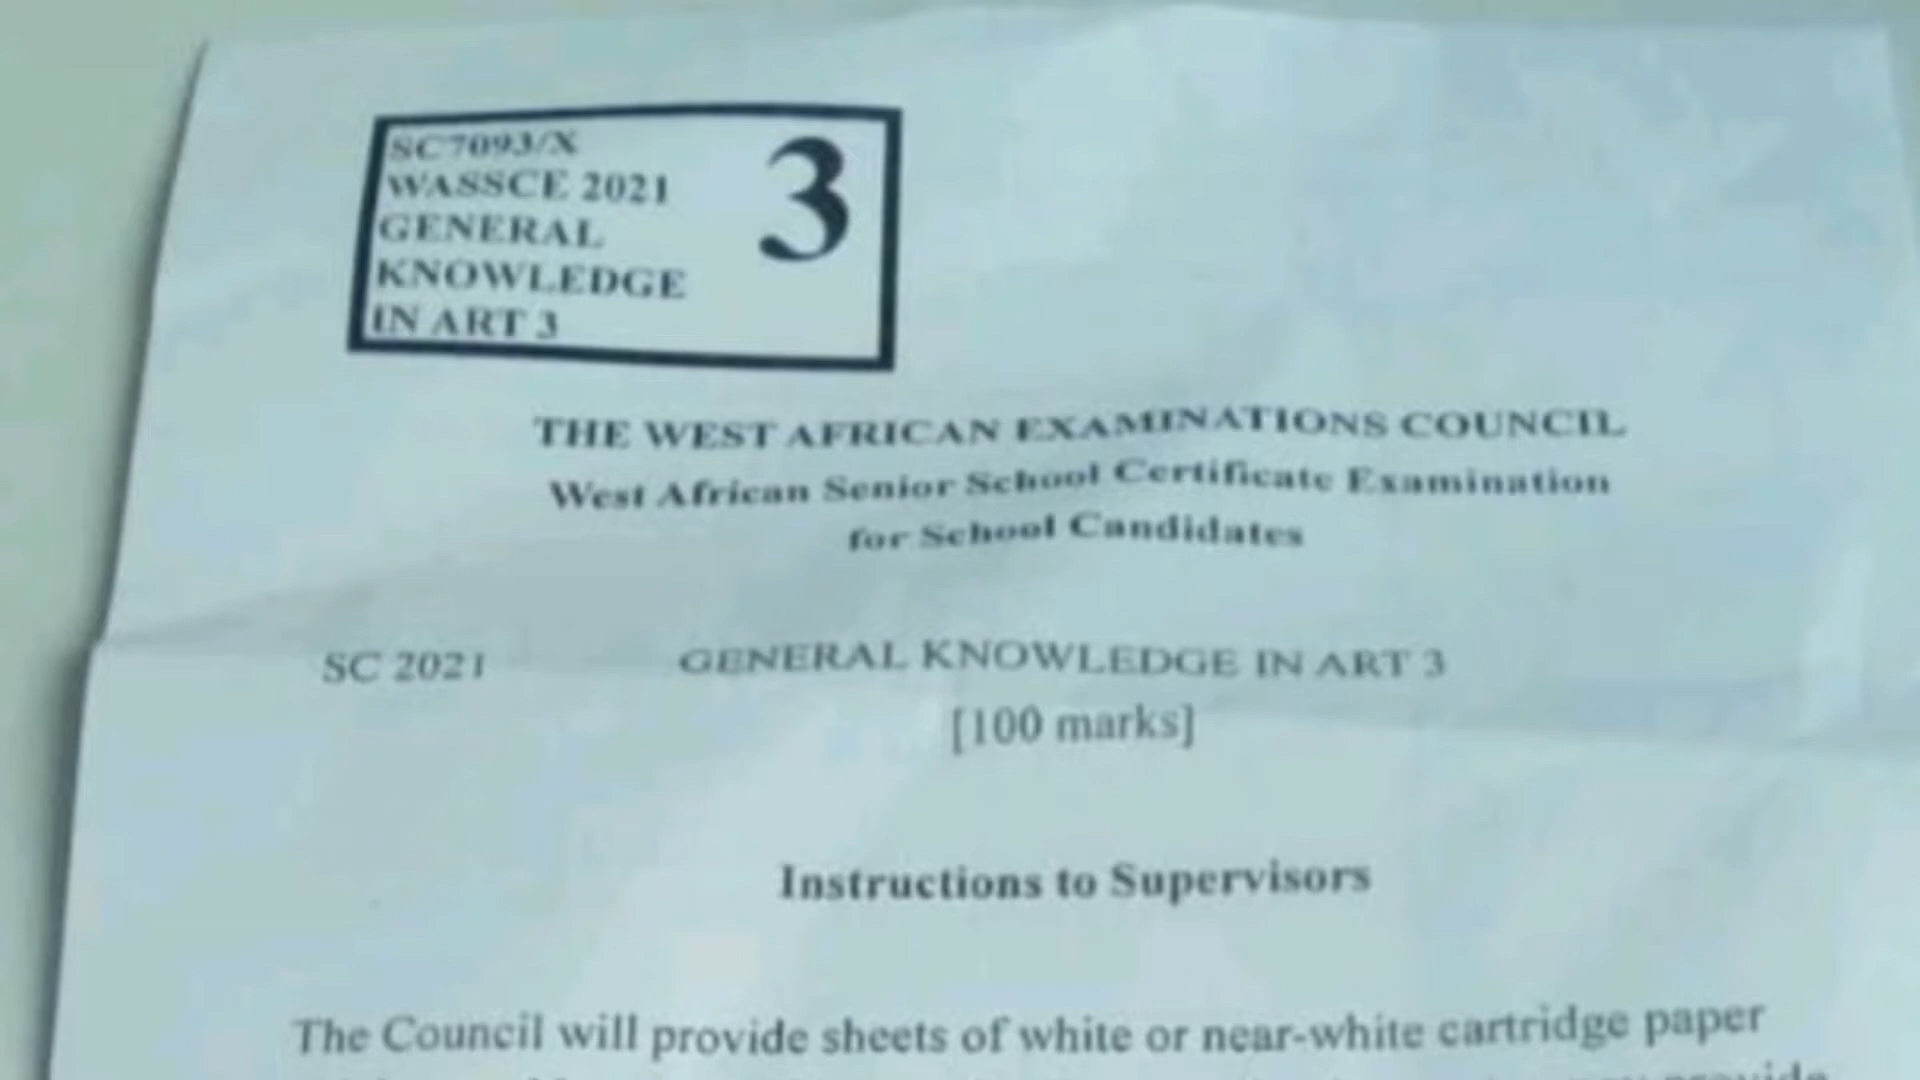 SC7093/X
WASSCE 2021
GENERAL
KNOWLEDGE
IN ART 3
3
THE WEST AFRICAN EXAMINATIONS COUNCIL
West African Senior School Certificate Examination
for School Candidates
SC 2021 GENERAL KNOWLEDGE IN ART 3
[100 marks]
Instructions to Supervisors
The Council will provide sheets of white or near-white cartridge paper
provide